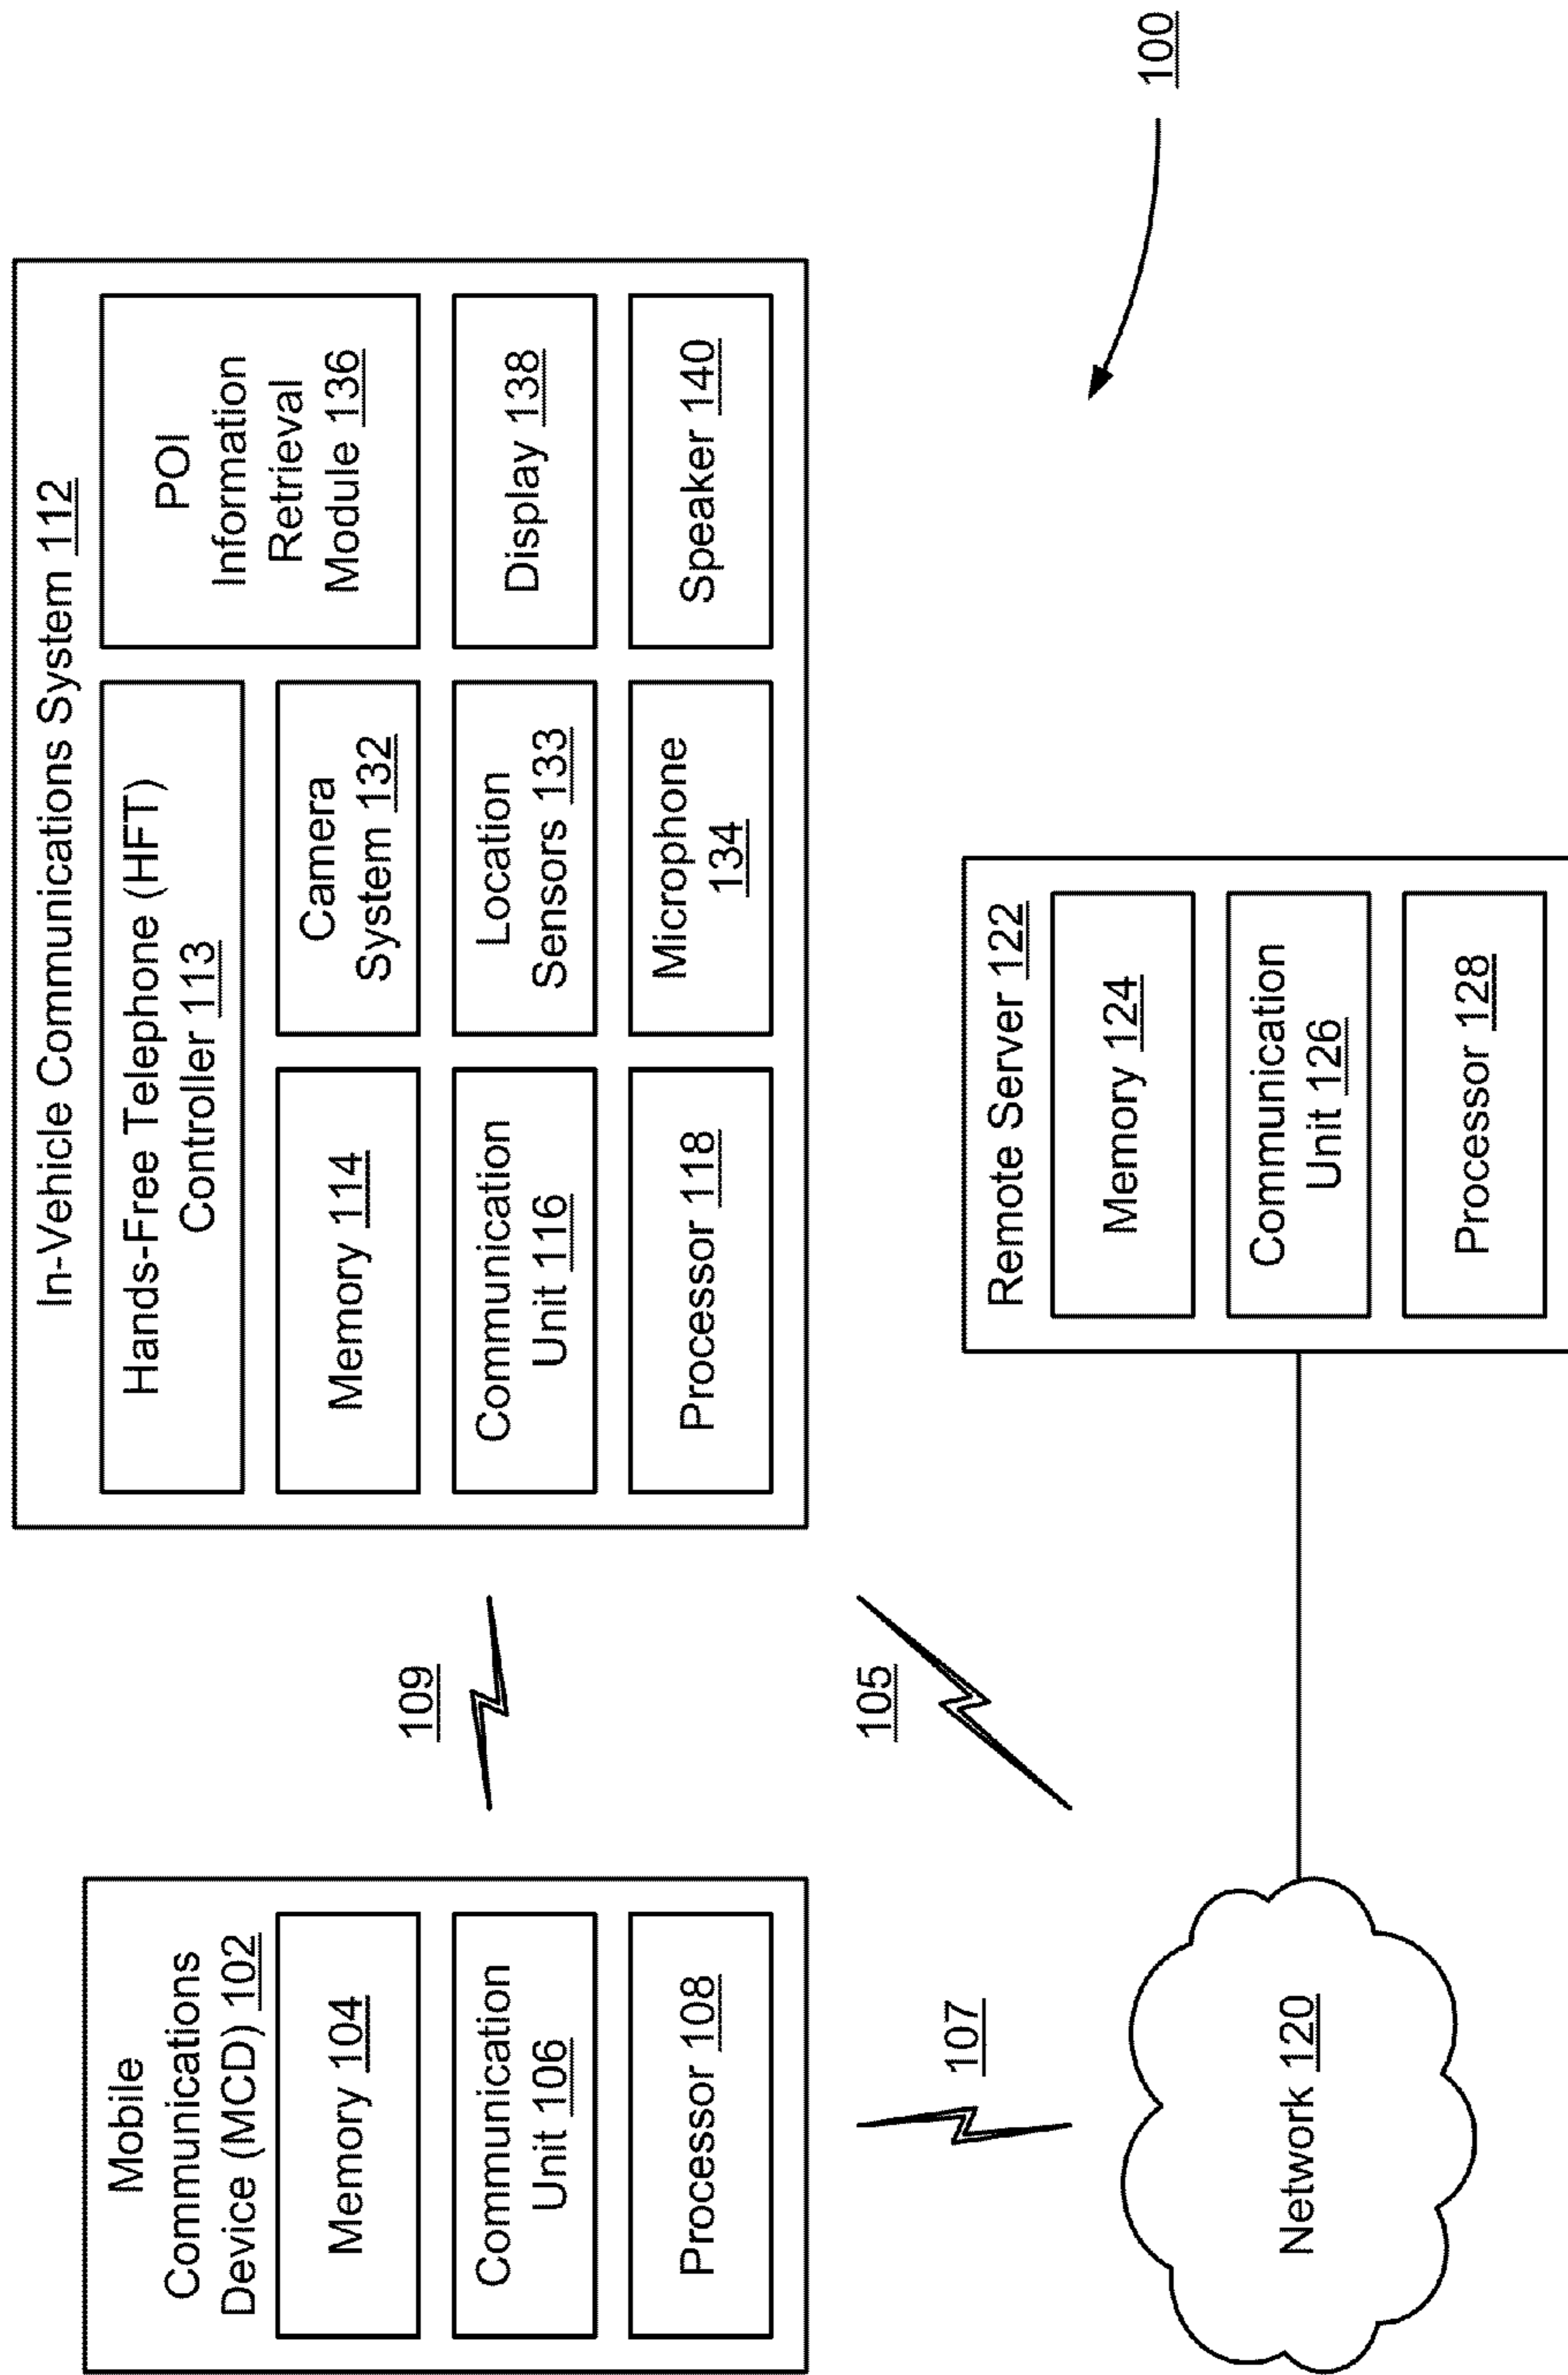 Mobile
Communications
Device (MCD) 102
Memory 104
Communication
Unit 106
Processor 108
109
107
105
In-Vehicle Communications System 112
Hands-Free Telephone (HFT)
Controller 113
Memory 114
Communication
Unit 116
Processor 118
Camera
System 132
Location
Sensors 133
Microphone
134
POI
Information
Retrieval
Module 136
Display 138
Speaker 140
Network 120
Remote Server 122
Memory 124
Communication
Unit 126
Processor 128
100